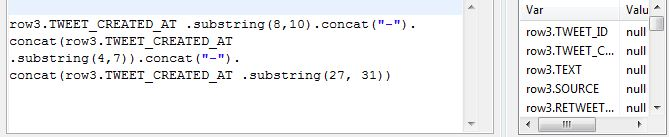 row3.TWEET_CREATED_AT .substring(8,10).concat("-").
concat(row3.TWEET_CREATED_AT
.substring(4,7)).concat("-").
concat(row3.TWEET_CREATED_AT .substring(27, 31))
Var Valu
row3.TWEET_ID null
row3.TWEET_C... null
row3.TEXT null
row3.SOURCE null
row3.RETWEET... null